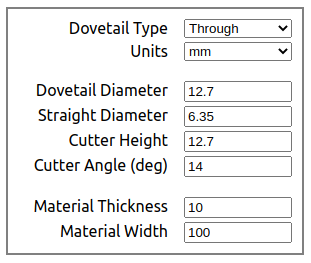 Dovetail Type Through
Units mm
Dovetail Diameter 12.7
Straight Diameter 6.35
Cutter Height 12.7
Cutter Angle (deg) 14
Material Thickness 10
Material Width 100